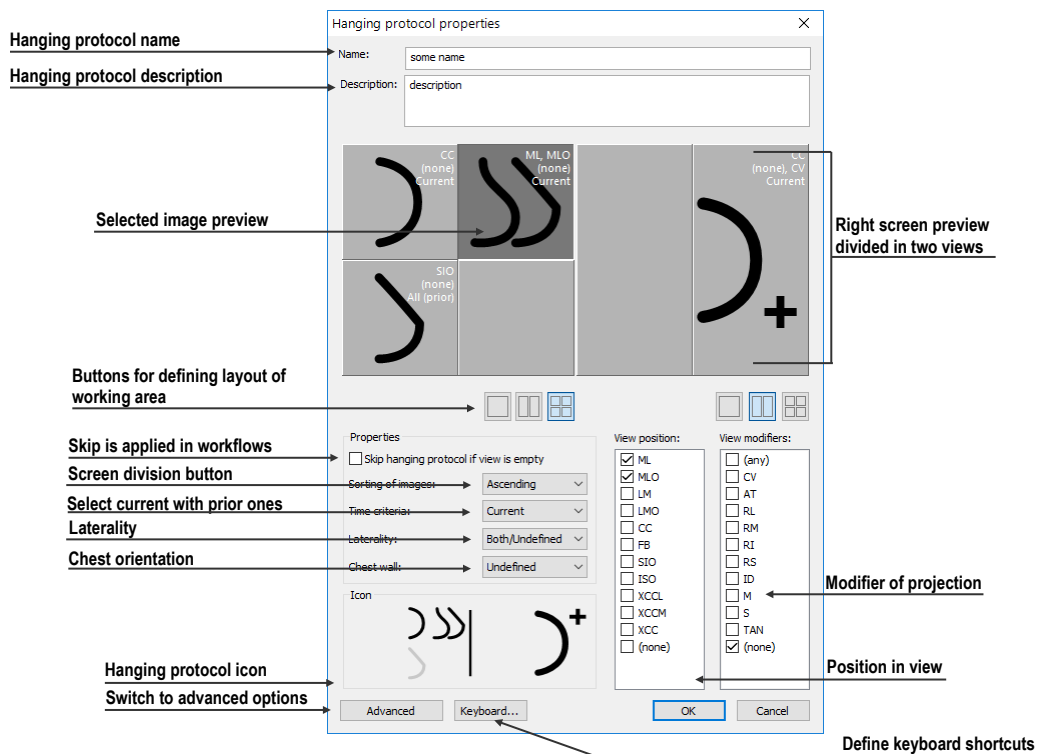 Hanging protocol properties
Hanging protocol name
Name:
some name
Hanging protocol description
Description:
description
CC
(none)
Current
ML, MLO
(none)
Current
CC
(none), CV
Current
Selected image preview
Right screen preview
divided in two views
SIO
(none)
All (prior)
Buttons for defining layout of
working area
Properties
View position:
View modifiers:
Skip is applied in workflows
Skip hanging protocol if view is empty
Screen division button
Sorting of images:
Ascending
Select current with prior ones
Time criteria:
Current
Laterality
Laterality:
Both/Undefined
Chest orientation
Chest wall:
Undefined
ML
MLO
LM
LMO
CC
FB
SIO
ISO
XCCL
XCCM
XCC
(none)
(any)
CV
AT
RL
RM
RI
RS
ID
M
S
TAN
(none)
Modifier of projection
Icon
Hanging protocol icon
Position in view
Switch to advanced options
Advanced
Keyboard...
OK
Cancel
Define keyboard shortcuts